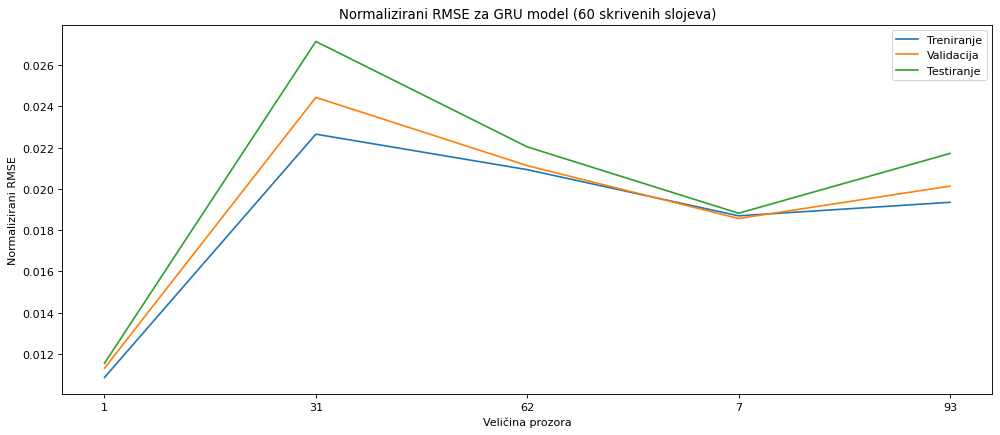 Normalizirani RMSE za GRU model (60 skrivenih slojeva)
Treniranje
Validacija
Testiranje
Normalizirani RMSE
0.026
0.024
0.022
0.020
0.018
0.016
0.014
0.012
1 31 62 7 93
Veličina prozora